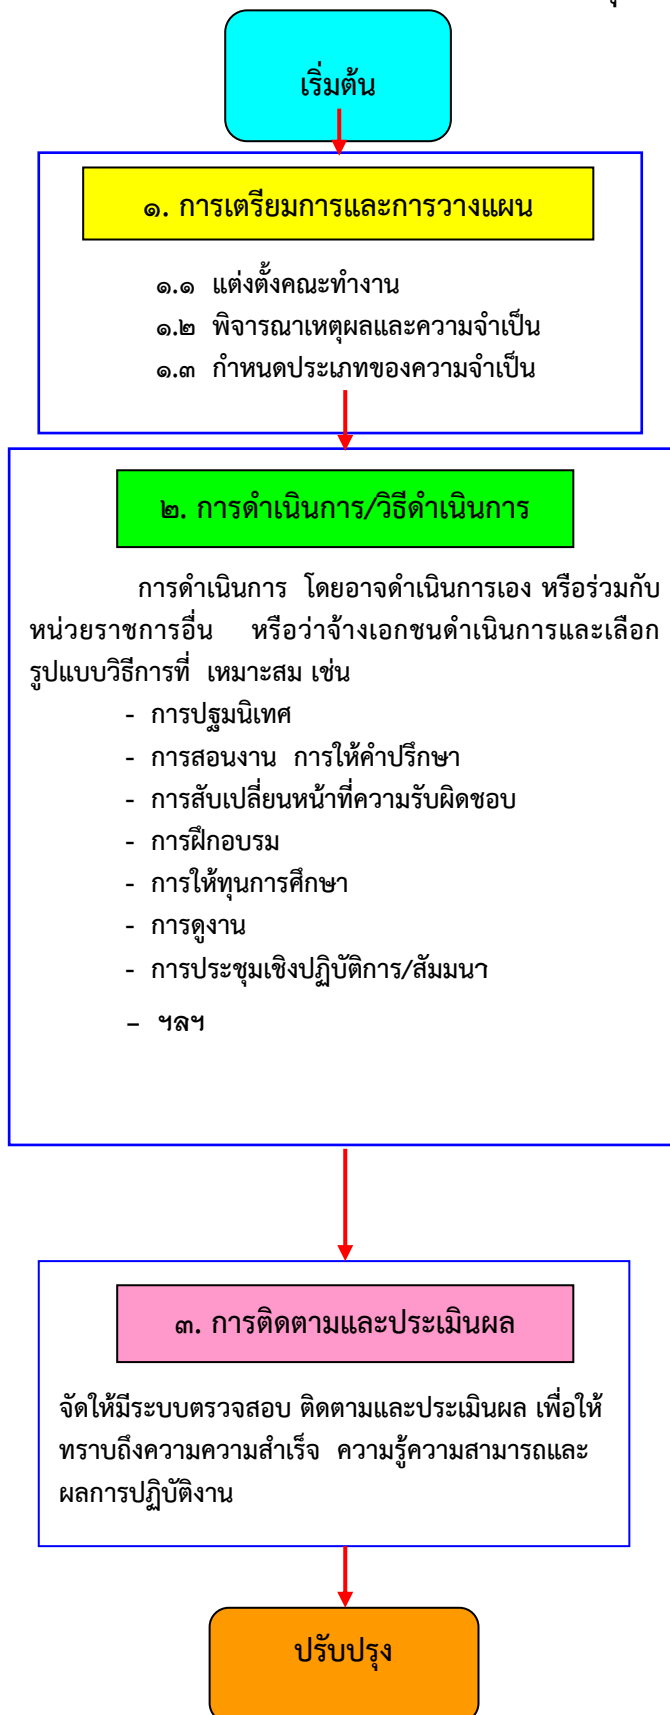 เริ่มต้น
๑. การเตรียมการและการวางแผน
๑.๑ แต่งตั้งคณะทำงาน
๑.๒ พิจารณาเหตุผลและความจำเป็น
๑.๓ กำหนดประเภทของความจำเป็น
๒. การดำเนินการ/วิธีดำเนินการ
การดำเนินการ โดยอาจดำเนินการเอง หรือร่วมกับ
หน่วยราชการอื่น หรือว่าจ้างเอกชนดำเนินการและเลือก
รูปแบบวิธีการที่ เหมาะสม เช่น
- การปฐมนิเทศ
- การสอนงาน การให้คำปรึกษา
- การสับเปลี่ยนหน้าที่ความรับผิดชอบ
- การฝึกอบรม
- การให้ทุนการศึกษา
- การดูงาน
- การประชุมเชิงปฏิบัติการ/สัมมนา
– ฯลฯ
๓. การติดตามและประเมินผล
จัดให้มีระบบตรวจสอบ ติดตามและประเมินผล เพื่อให้
ทราบถึงความความสำเร็จ ความรู้ความสามารถและ
ผลการปฏิบัติงาน
ปรับปรุง